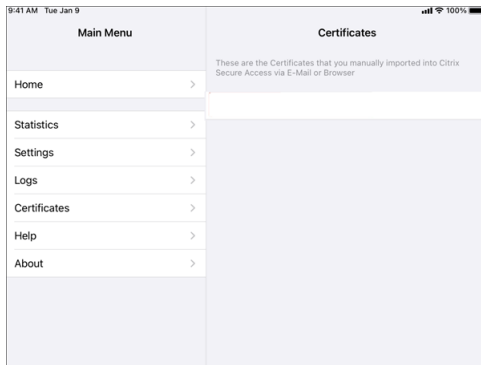 9:41 AM Tue Jan 9
100%
Main Menu
Certificates
These are the Certificates that you manually imported into Citrix
Secure Access via E-Mail or Browser
Home
Statistics
Settings
Logs
Certificates
Help
About